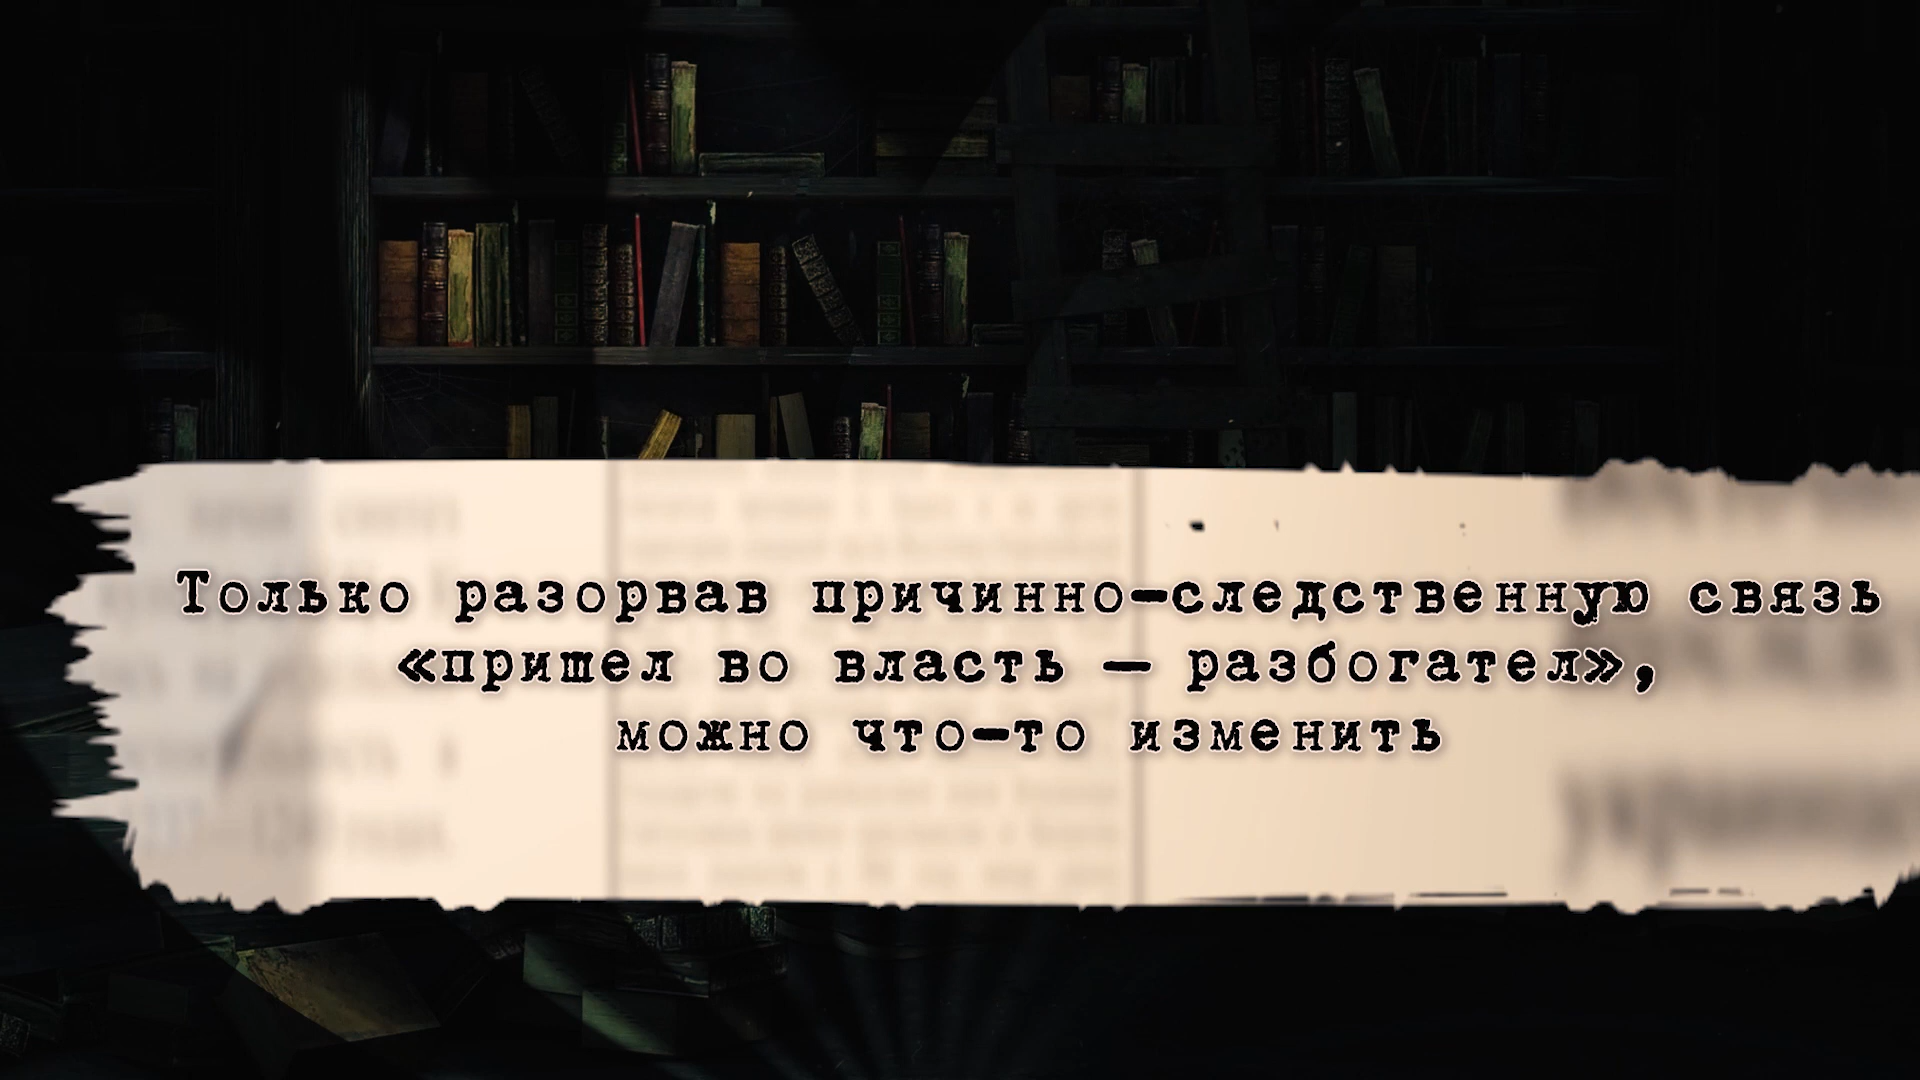 Только разорвав причинно-следственную связь
«пришел во власть — разбогател»,
можно что-то изменить